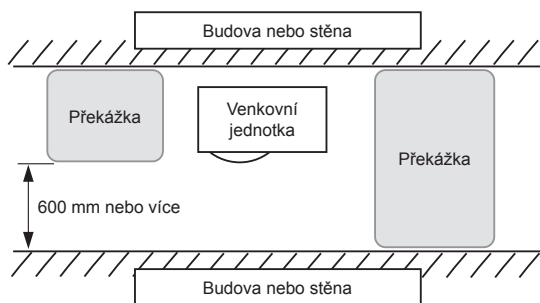 Budova nebo stěna
Překážka
Venkovní
jednotka
Překážka
600 mm nebo více
Budova nebo stěna